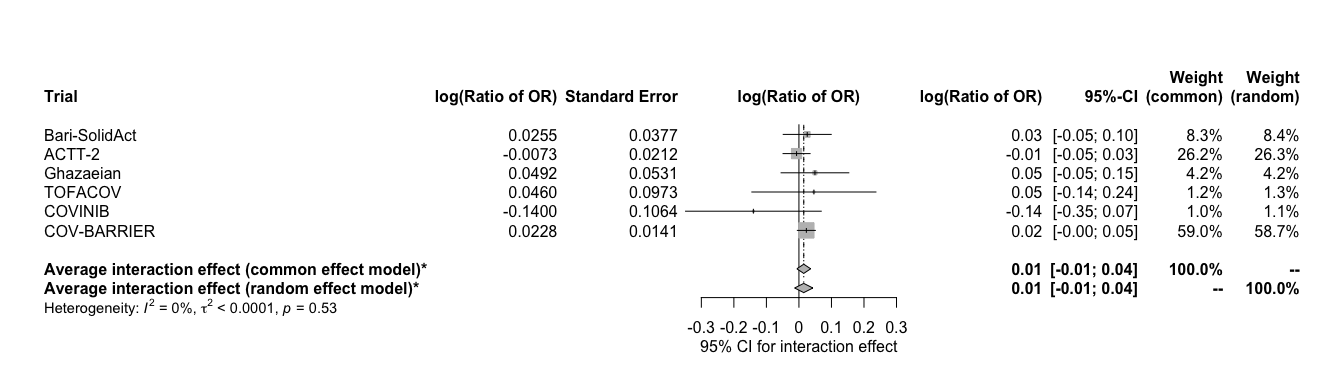 Weight Weight
Trial log(Ratio of OR) Standard Error log(Ratio of OR) log(Ratio of OR) 95%-CI (common) (random)
Bari-SolidAct 0.0255 0.0377 0.03 [-0.05; 0.10] 8.3% 8.4%
ACTT-2 -0.0073 0.0212 -0.01 [-0.05; 0.03] 26.2% 26.3%
Ghazaeian 0.0492 0.0531 0.05 [-0.05; 0.15] 4.2% 4.2%
TOFACOV 0.0460 0.0973 0.05 [-0.14; 0.24] 1.2% 1.3%
COVINIB -0.1400 0.1064 -0.14 [-0.35; 0.07] 1.0% 1.1%
COV-BARRIER 0.0228 0.0141 0.02 [-0.00; 0.05] 59.0% 58.7%
Average interaction effect (common effect model)* 0.01 [-0.01; 0.04] 100.0% --
Average interaction effect (random effect model)* 0.01 [-0.01; 0.04] -- 100.0%
Heterogeneity: I² = 0%, τ² < 0.0001, p = 0.53
-0.3 -0.2 -0.1 0 0.1 0.2 0.3
95% CI for interaction effect